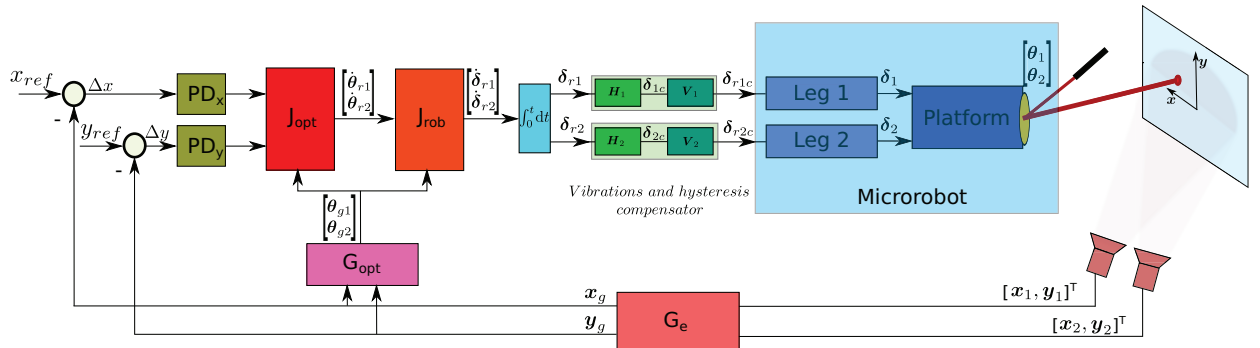 x_ref
Δx
-
PD_x
y_ref
Δy
-
PD_y
J_opt
[θ̇_r1
θ̇_r2]
J_rob
[δ̇_r1
δ̇_r2]
∫₀ᵗdt
δ_r1
δ_r2
H_1
δ_1c
V_1
H_2
δ_2c
V_2
Vibrations and hysteresis
compensator
δ_r1c
δ_r2c
Leg 1
Leg 2
δ_1
δ_2
Platform
[θ_1
θ_2]
Microrobot
y
x
[θ_g1
θ_g2]
G_opt
x_g
y_g
G_e
[x_1, y_1]^T
[x_2, y_2]^T